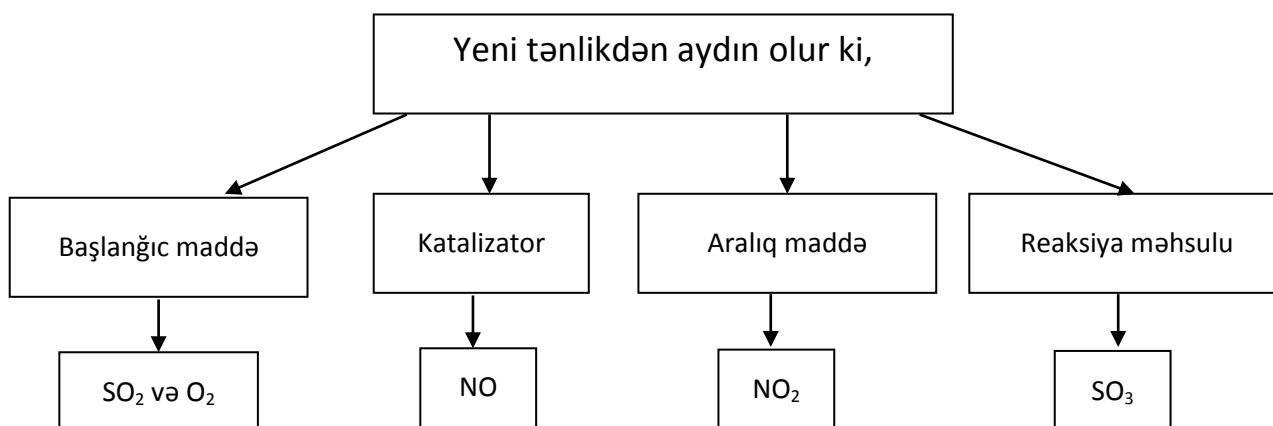 Yeni tənlikdən aydın olur ki,
Başlanğıc maddə
Katalizator
Aralıq maddə
Reaksiya məhsulu
SO₂ və O₂
NO
NO₂
SO₃